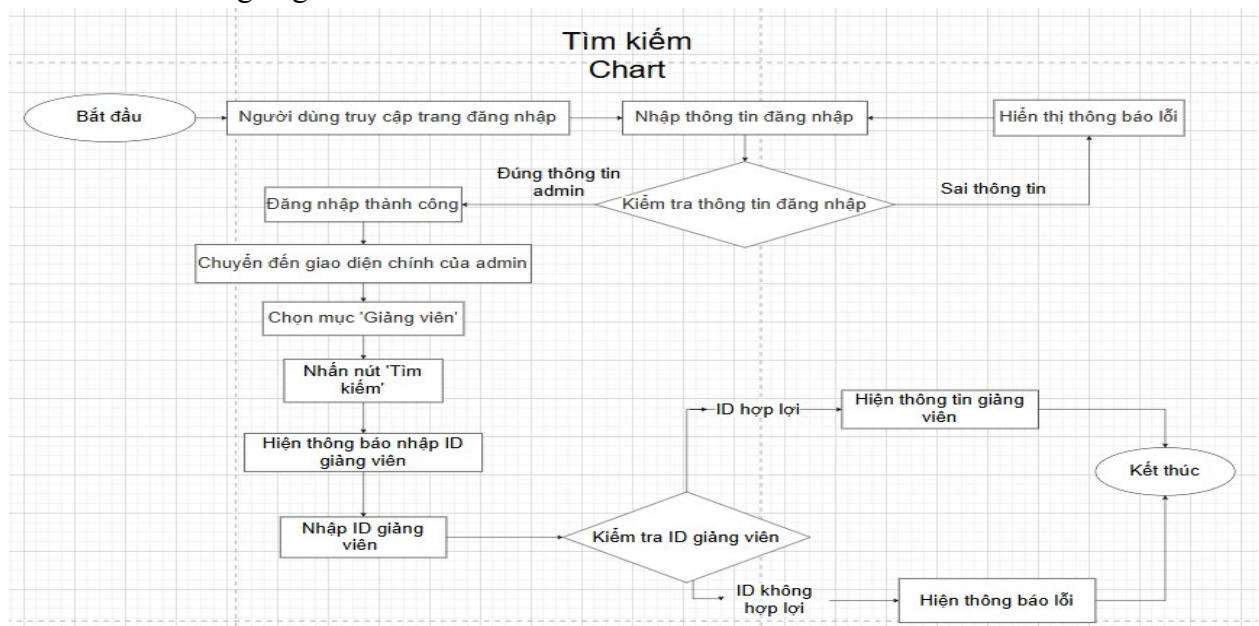 Tìm kiếm
Chart
Bắt đầu
Người dùng truy cập trang đăng nhập
Nhập thông tin đăng nhập
Hiển thị thông báo lỗi
Đúng thông tin
admin
Sai thông tin
Đăng nhập thành công
Kiểm tra thông tin đăng nhập
Chuyển đến giao diện chính của admin
Chọn mục 'Giảng viên'
Nhấn nút 'Tìm
kiếm'
Hiện thông báo nhập ID
giảng viên
Nhập ID giảng
viên
Kiểm tra ID giảng viên
ID hợp lợi
Hiện thông tin giảng
viên
Kết thúc
ID không
hợp lợi
Hiện thông báo lỗi